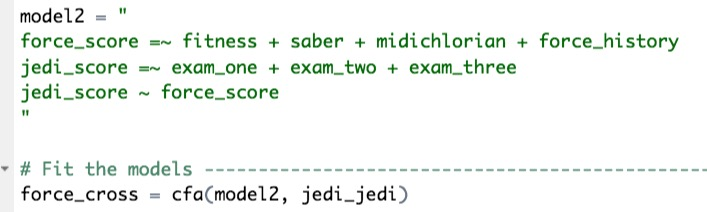 model2 = "
force_score =~ fitness + saber + midichlorian + force_history
jedi_score =~ exam_one + exam_two + exam_three
jedi_score ~ force_score
"
# Fit the models ------------------------------------------------
force_cross = cfa(model2, jedi_jedi)